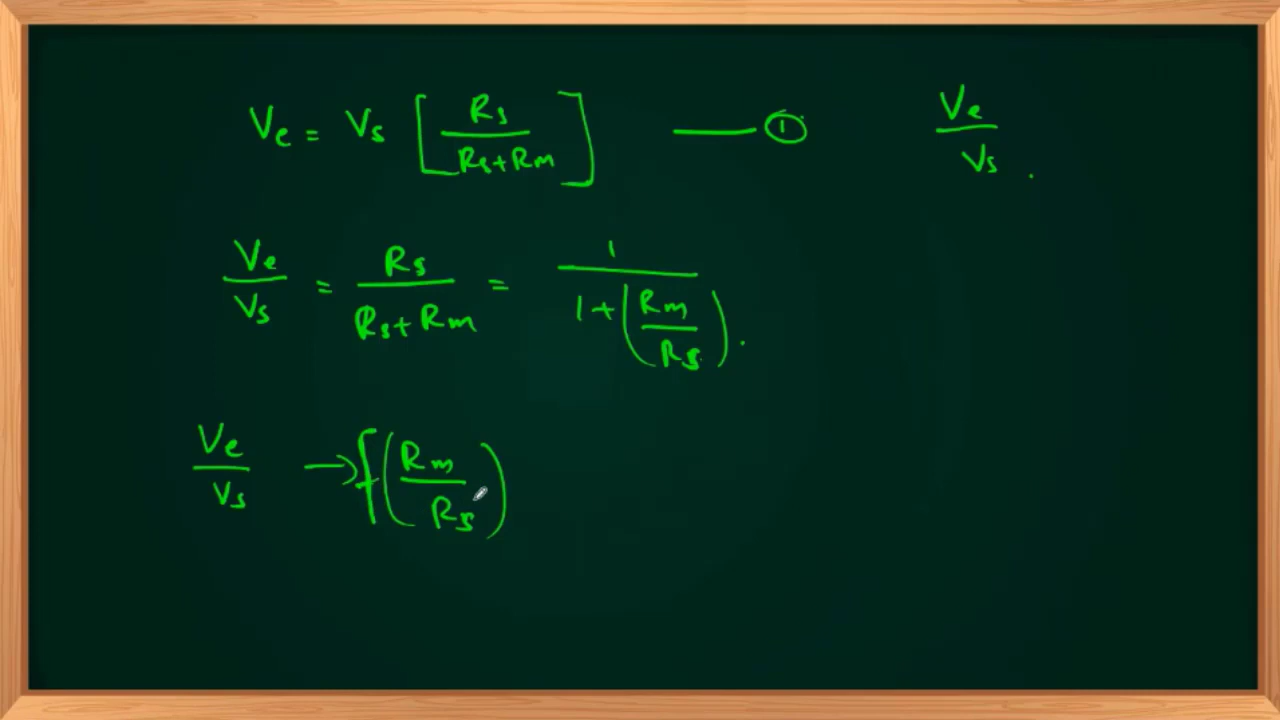 Ve = Vs [ Rs / (Rs + Rm) ] —— ① Ve / Vs .
Ve / Vs = Rs / (Rs + Rm) = 1 / (1 + (Rm / Rs)) .
Ve / Vs → f (Rm / Rs)